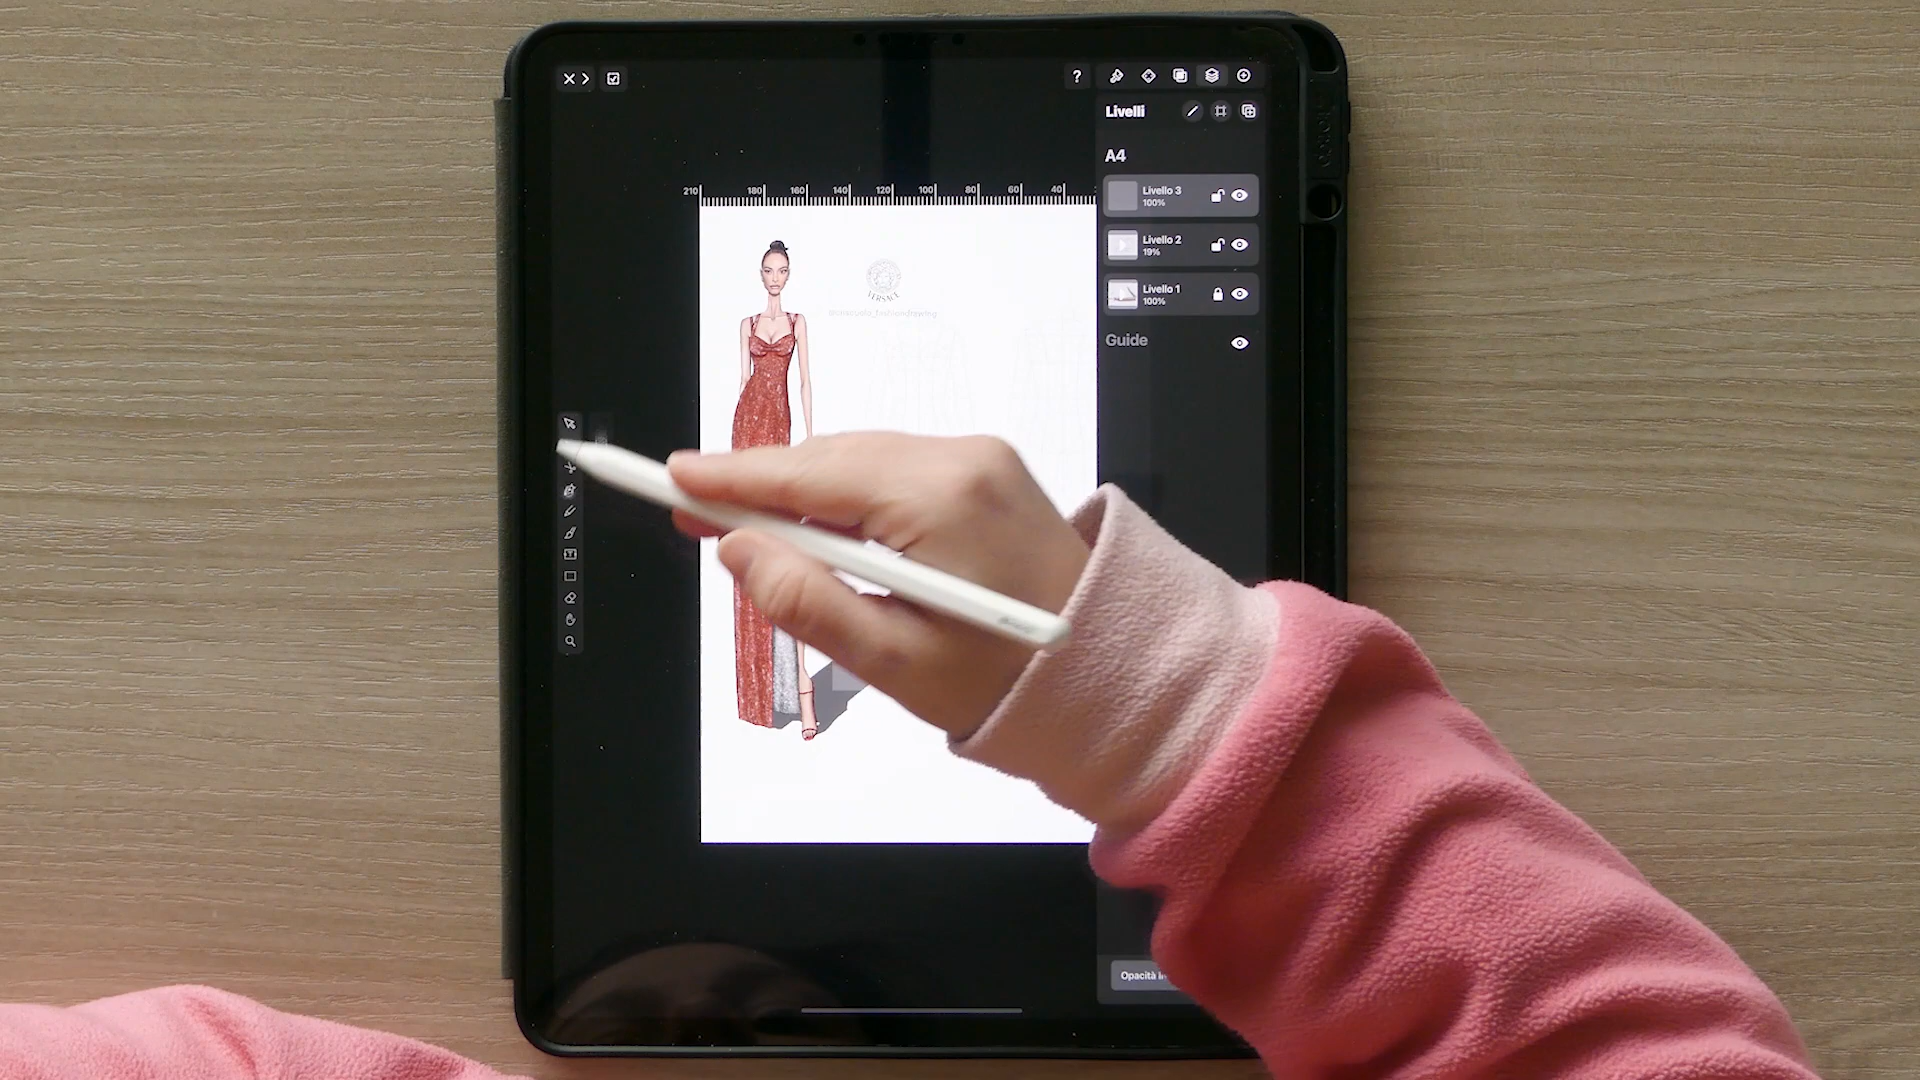 ?
Livelli
A4
210 180 160 140 120 100 80 60 40
Livello 3
100%
Livello 2
19%
Livello 1
100%
Guide
VERSACE
Opacità